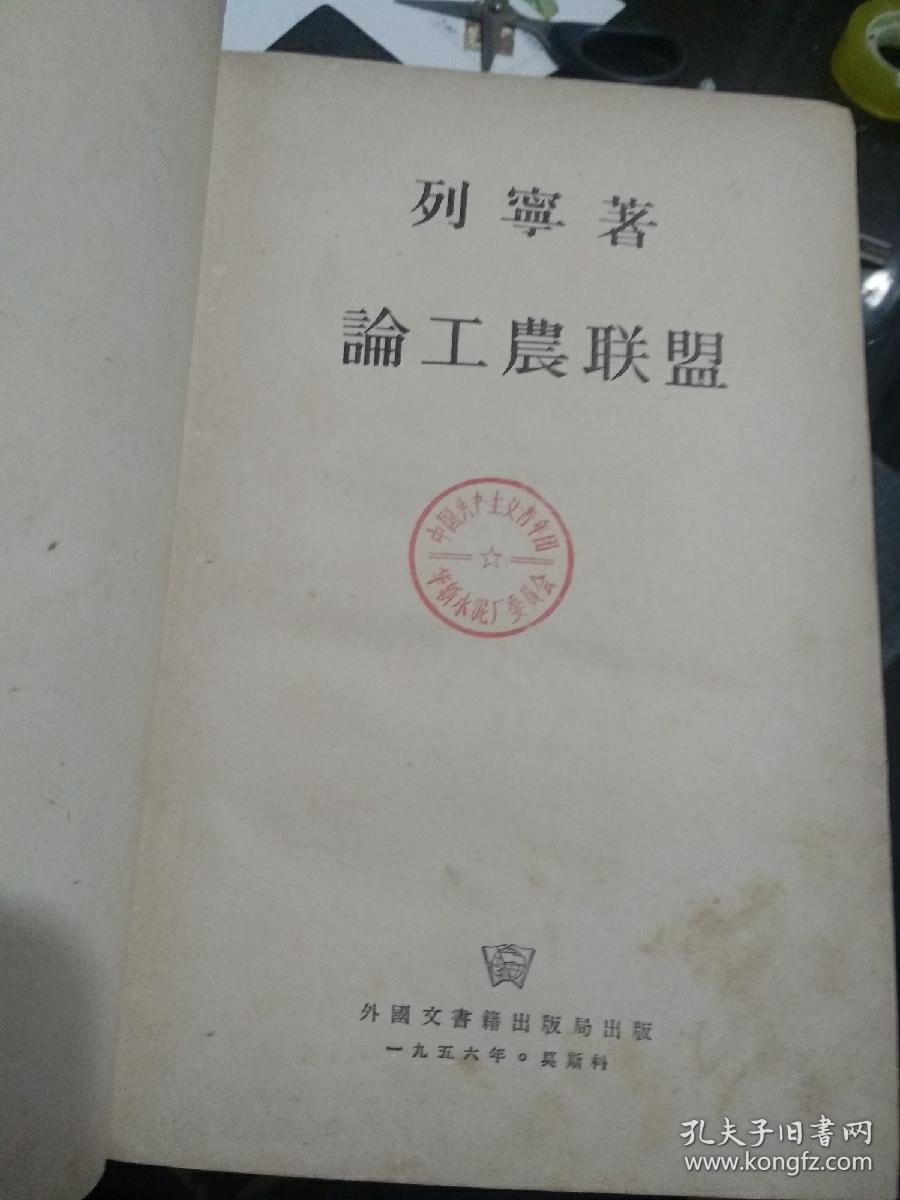 列寧著
論工農联盟
中国共产主义青年团
华新水泥厂委員会
外國文書籍出版局出版
一九五六年。莫斯科
孔夫子旧书网
www.kongfz.com